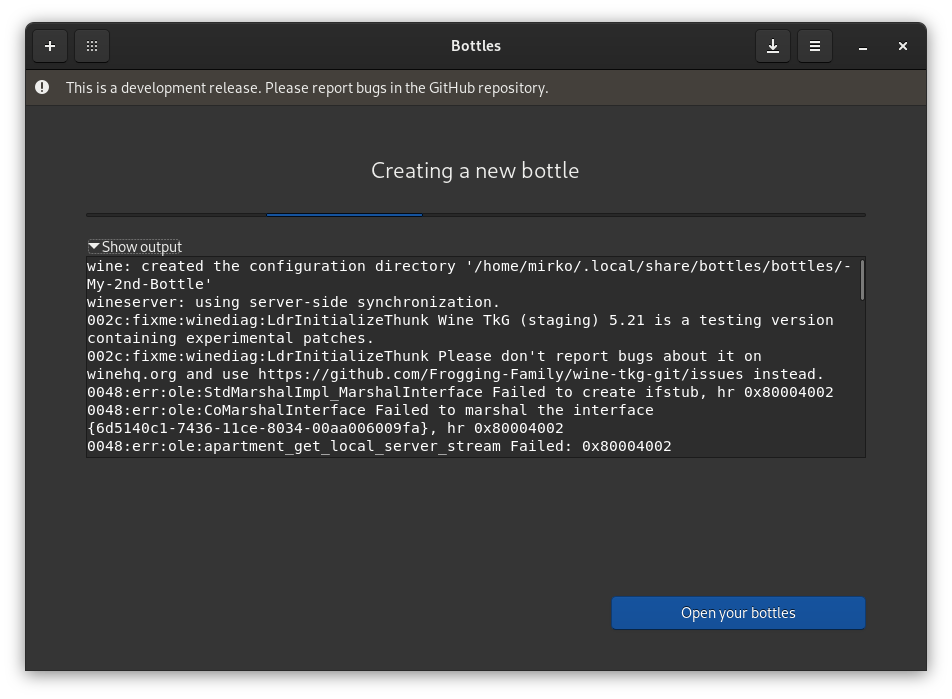 Bottles
This is a development release. Please report bugs in the GitHub repository.
Creating a new bottle
Show output
wine: created the configuration directory '/home/mirko/.local/share/bottles/bottles/-
My-2nd-Bottle'
wineserver: using server-side synchronization.
002c:fixme:winediag:LdrInitializeThunk Wine TkG (staging) 5.21 is a testing version
containing experimental patches.
002c:fixme:winediag:LdrInitializeThunk Please don't report bugs about it on
winehq.org and use https://github.com/Frogging-Family/wine-tkg-git/issues instead.
0048:err:ole:StdMarshalImpl_MarshalInterface Failed to create ifstub, hr 0x80004002
0048:err:ole:CoMarshalInterface Failed to marshal the interface
{6d5140c1-7436-11ce-8034-00aa006009fa}, hr 0x80004002
0048:err:ole:apartment_get_local_server_stream Failed: 0x80004002
Open your bottles